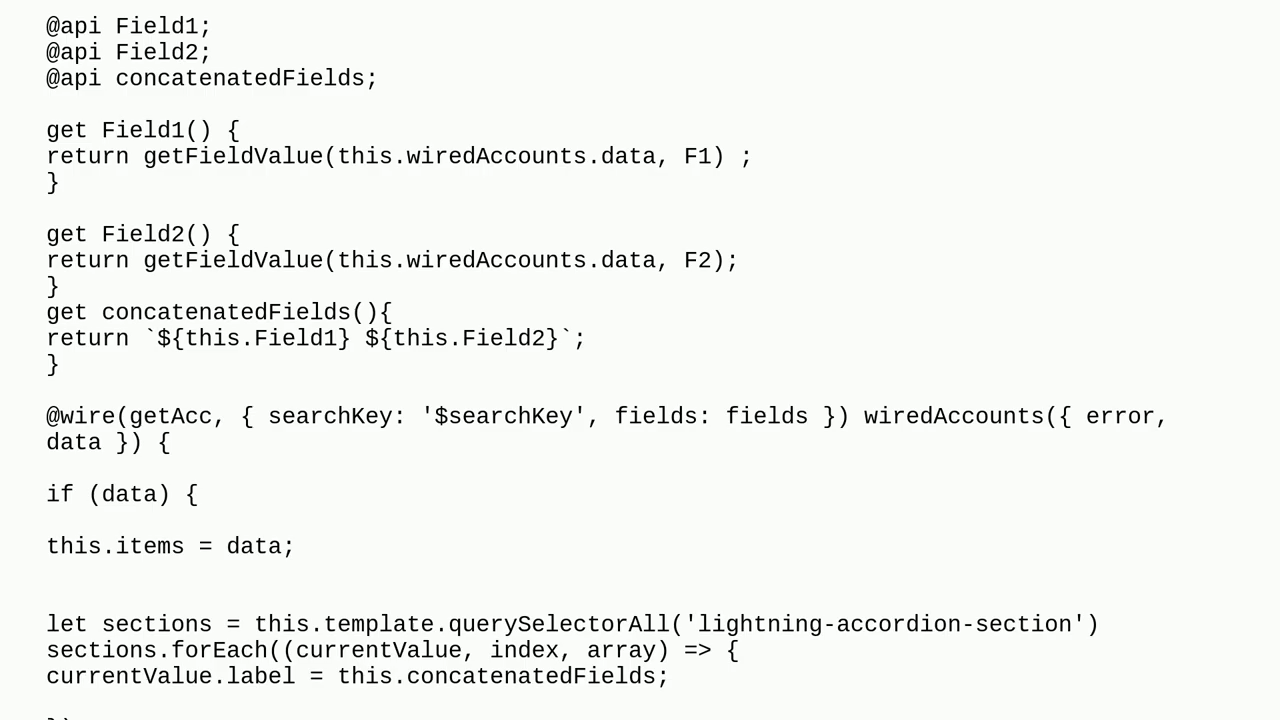 @api Field1;
@api Field2;
@api concatenatedFields;
get Field1() {
return getFieldValue(this.wiredAccounts.data, F1) ;
}
get Field2() {
return getFieldValue(this.wiredAccounts.data, F2);
}
get concatenatedFields(){
return `${this.Field1} ${this.Field2}`;
}
@wire(getAcc, { searchKey: '$searchKey', fields: fields }) wiredAccounts({ error,
data }) {
if (data) {
this.items = data;
let sections = this.template.querySelectorAll('lightning-accordion-section')
sections.forEach((currentValue, index, array) => {
currentValue.label = this.concatenatedFields;